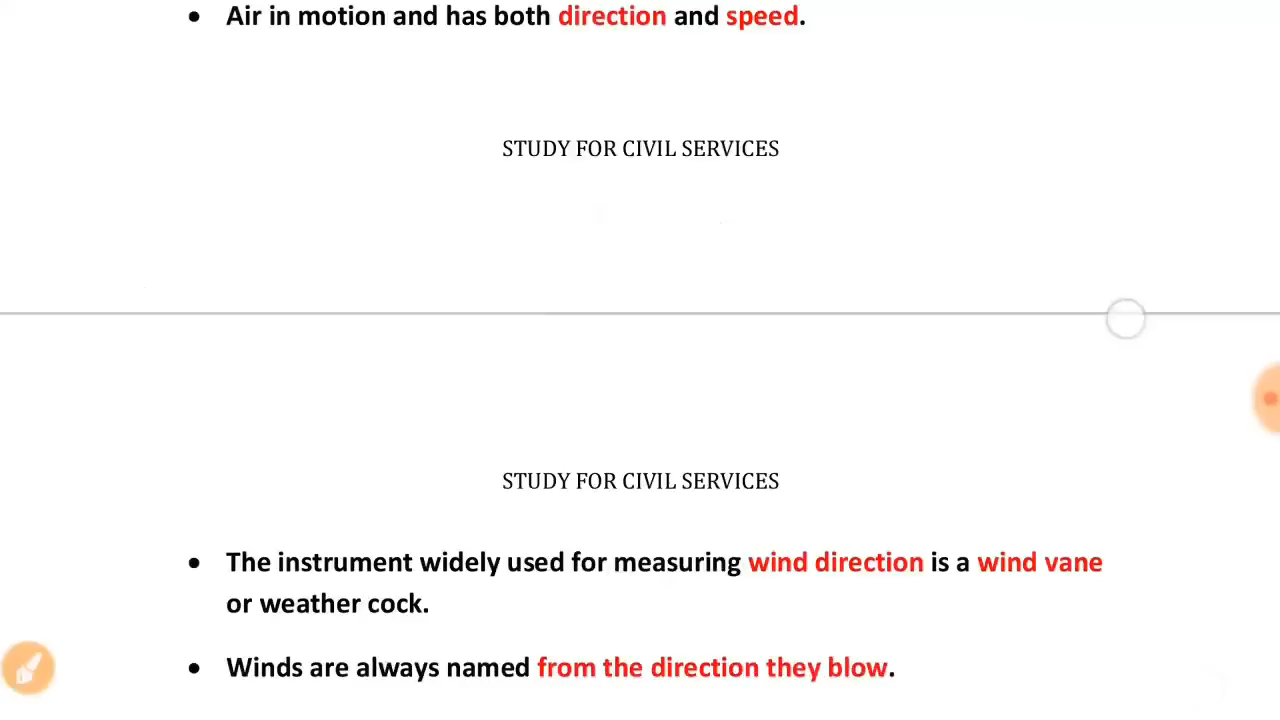 • Air in motion and has both direction and speed.
STUDY FOR CIVIL SERVICES
STUDY FOR CIVIL SERVICES
• The instrument widely used for measuring wind direction is a wind vane
or weather cock.
• Winds are always named from the direction they blow.